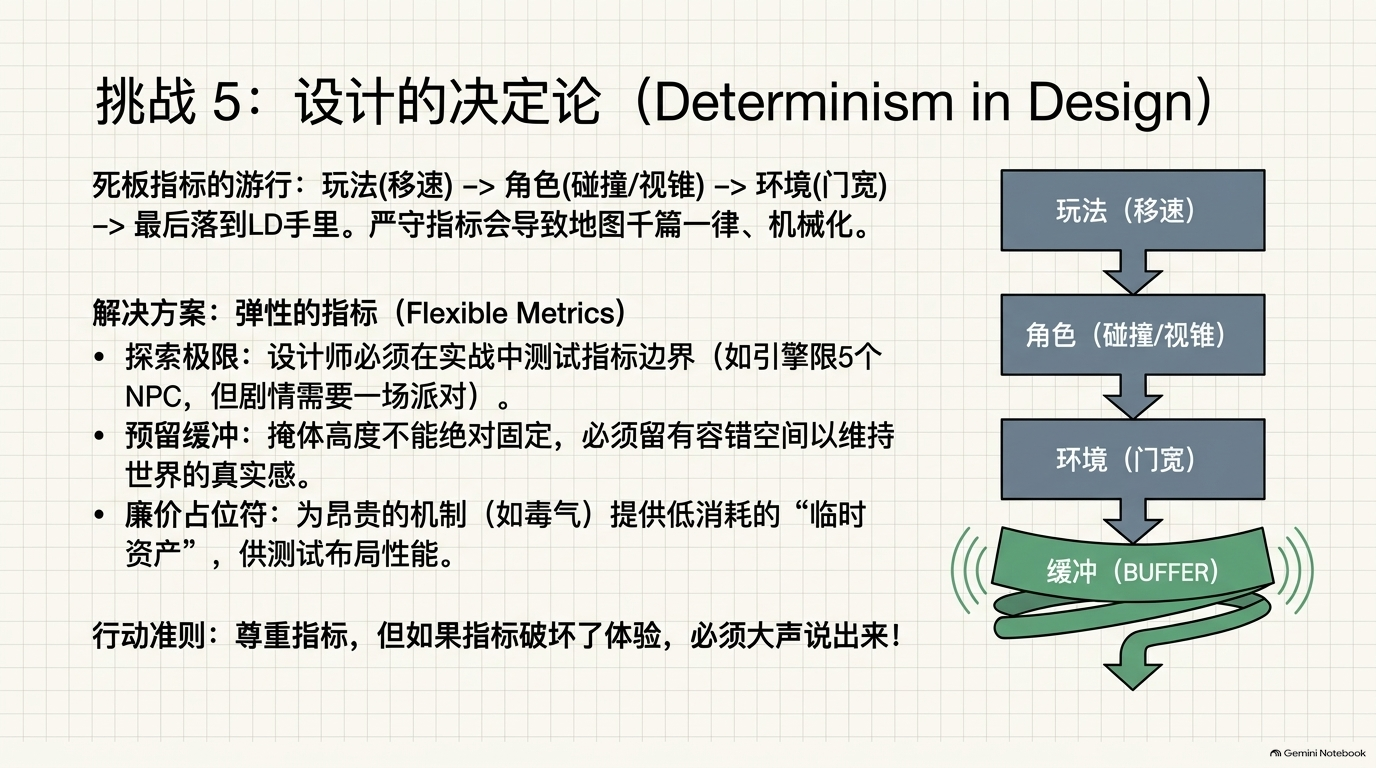 挑战 5：设计的决定论（Determinism in Design）
死板指标的游行：玩法(移速) –> 角色(碰撞/视锥) –> 环境(门宽)
–> 最后落到LD手里。严守指标会导致地图千篇一律、机械化。
解决方案：弹性的指标（Flexible Metrics）
• 探索极限：设计师必须在实战中测试指标边界（如引擎限5个
NPC，但剧情需要一场派对）。
• 预留缓冲：掩体高度不能绝对固定，必须留有容错空间以维持
世界的真实感。
• 廉价占位符：为昂贵的机制（如毒气）提供低消耗的“临时
资产”，供测试布局性能。
行动准则：尊重指标，但如果指标破坏了体验，必须大声说出来！
玩法（移速）
角色（碰撞/视锥）
环境（门宽）
缓冲（BUFFER）
Gemini Notebook